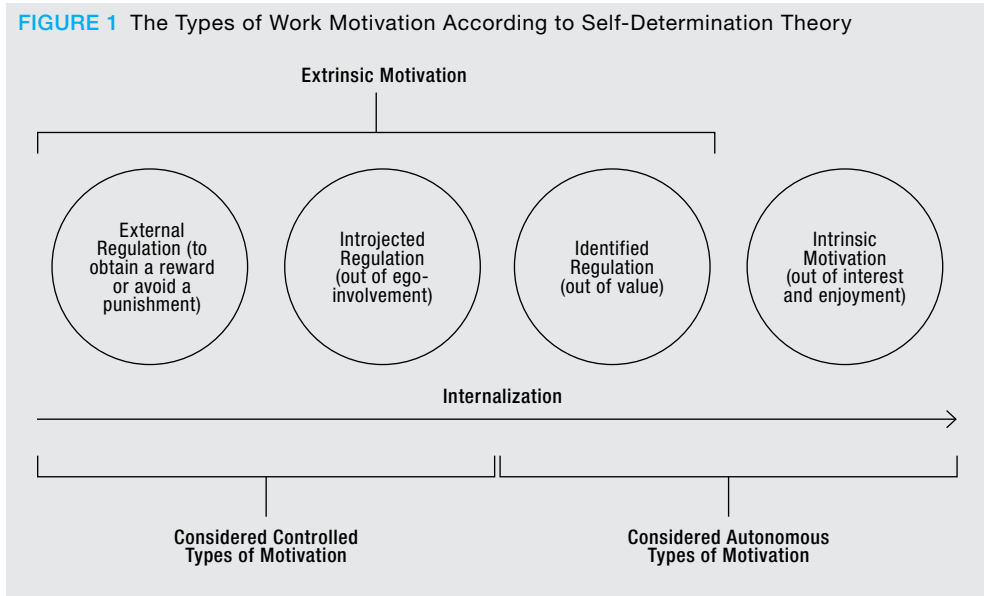 FIGURE 1 The Types of Work Motivation According to Self-Determination Theory
Extrinsic Motivation
External
Regulation (to
obtain a reward
or avoid a
punishment)
Introjected
Regulation
(out of ego-
involvement)
Identified
Regulation
(out of value)
Intrinsic
Motivation
(out of interest
and enjoyment)
Internalization
Considered Controlled
Types of Motivation
Considered Autonomous
Types of Motivation